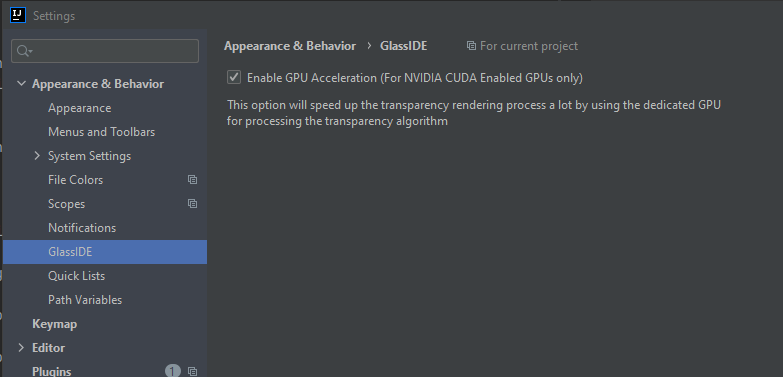 IJ
Settings
Appearance & Behavior
Appearance
Menus and Toolbars
System Settings
File Colors
Scopes
Notifications
GlassIDE
Quick Lists
Path Variables
Keymap
Editor
Plugins 1
Appearance & Behavior › GlassIDE For current project
Enable GPU Acceleration (For NVIDIA CUDA Enabled GPUs only)
This option will speed up the transparency rendering process a lot by using the dedicated GPU
for processing the transparency algorithm